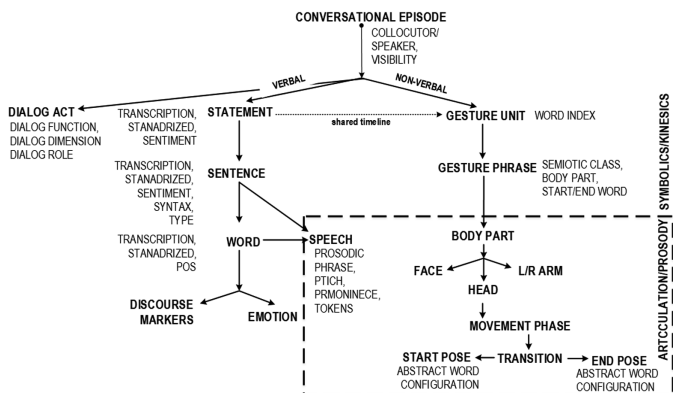 CONVERSATIONAL EPISODE
COLLOCUTOR/
SPEAKER,
VISIBILITY
VERBAL
NON-VERBAL
DIALOG ACT
DIALOG FUNCTION,
DIALOG DIMENSION
DIALOG ROLE
TRANSCRIPTION,
STANADRIZED,
SENTIMENT
STATEMENT
shared timeline
GESTURE UNIT
WORD INDEX
TRANSCRIPTION,
STANADRIZED,
SENTIMENT,
SYNTAX,
TYPE
SENTENCE
GESTURE PHRASE
SEMIOTIC CLASS,
BODY PART,
START/END WORD
SYMBOLICS/KINESICS
TRANSCRIPTION,
STANADRIZED,
POS
WORD
SPEECH
PROSODIC
PHRASE,
PTICH,
PRMONINECE,
TOKENS
DISCOURSE
MARKERS
EMOTION
BODY PART
FACE
L/R ARM
HEAD
MOVEMENT PHASE
START POSE
ABSTRACT WORD
CONFIGURATION
TRANSITION
END POSE
ABSTRACT WORD
CONFIGURATION
ARTCCULATION/PROSODY